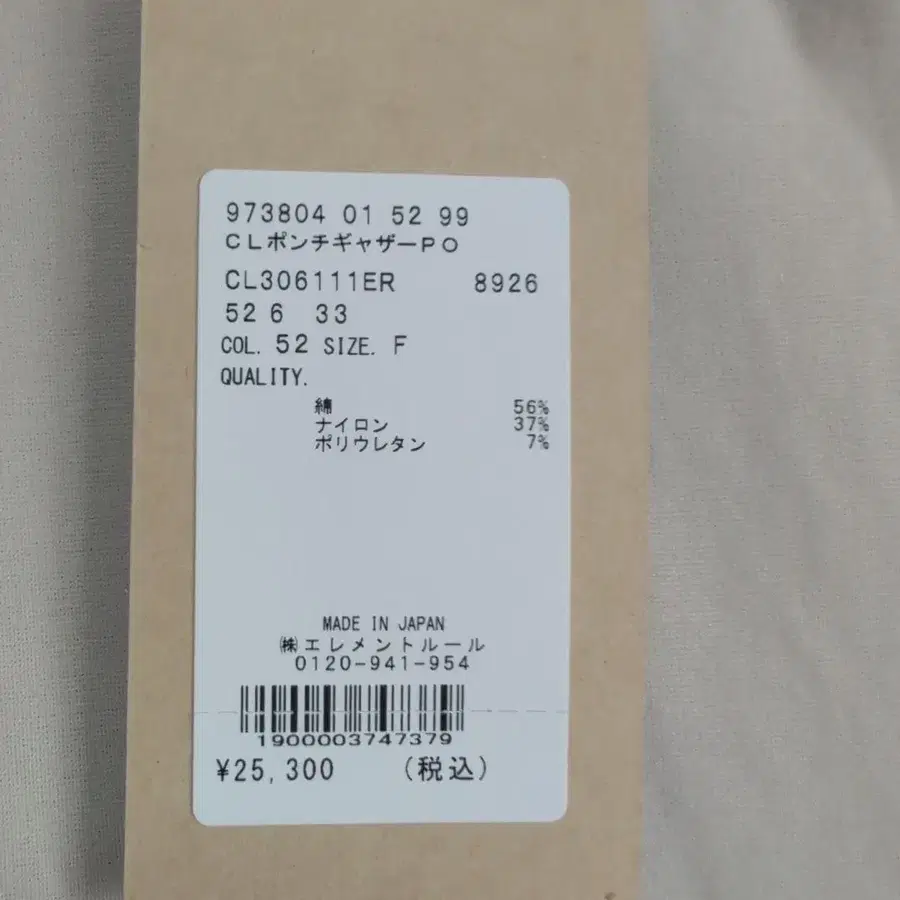 973804 01 52 99
CLポンチギャザーPO
CL306111ER 8926
52 6 33
COL. 52 SIZE. F
QUALITY.
綿 56%
ナイロン 37%
ポリウレタン 7%
MADE IN JAPAN
㈱エレメントルール
0120-941-954
1900003747379
¥25,300 (税込)